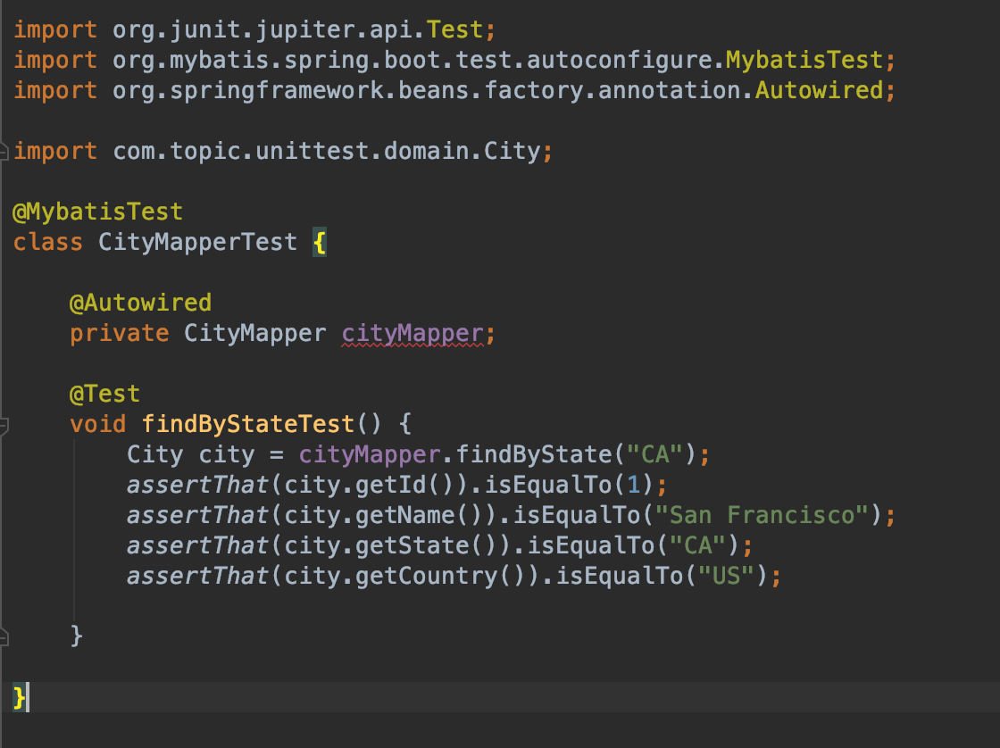 import org.junit.jupiter.api.Test;
import org.mybatis.spring.boot.test.autoconfigure.MybatisTest;
import org.springframework.beans.factory.annotation.Autowired;

import com.topic.unittest.domain.City;

@MybatisTest
class CityMapperTest {

    @Autowired
    private CityMapper cityMapper;

    @Test
    void findByStateTest() {
        City city = cityMapper.findByState("CA");
        assertThat(city.getId()).isEqualTo(1);
        assertThat(city.getName()).isEqualTo("San Francisco");
        assertThat(city.getState()).isEqualTo("CA");
        assertThat(city.getCountry()).isEqualTo("US");

    }

}